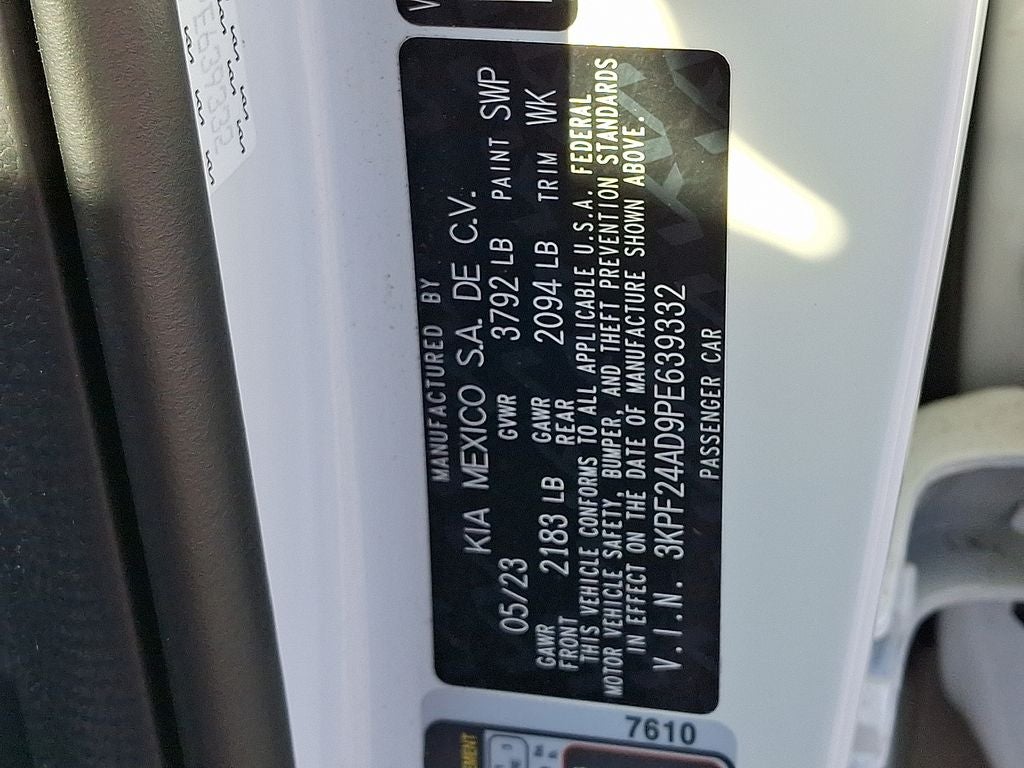 MANUFACTURED BY
KIA MEXICO S.A. DE C.V.
05/23 GVWR 3792 LB PAINT SWP
GAWR FRONT 2183 LB GAWR REAR 2094 LB TRIM WK
THIS VEHICLE CONFORMS TO ALL APPLICABLE U.S.A. FEDERAL
MOTOR VEHICLE SAFETY, BUMPER, AND THEFT PREVENTION STANDARDS
IN EFFECT ON THE DATE OF MANUFACTURE SHOWN ABOVE.
V.I.N. 3KPF24AD9PE639332
PASSENGER CAR
7610